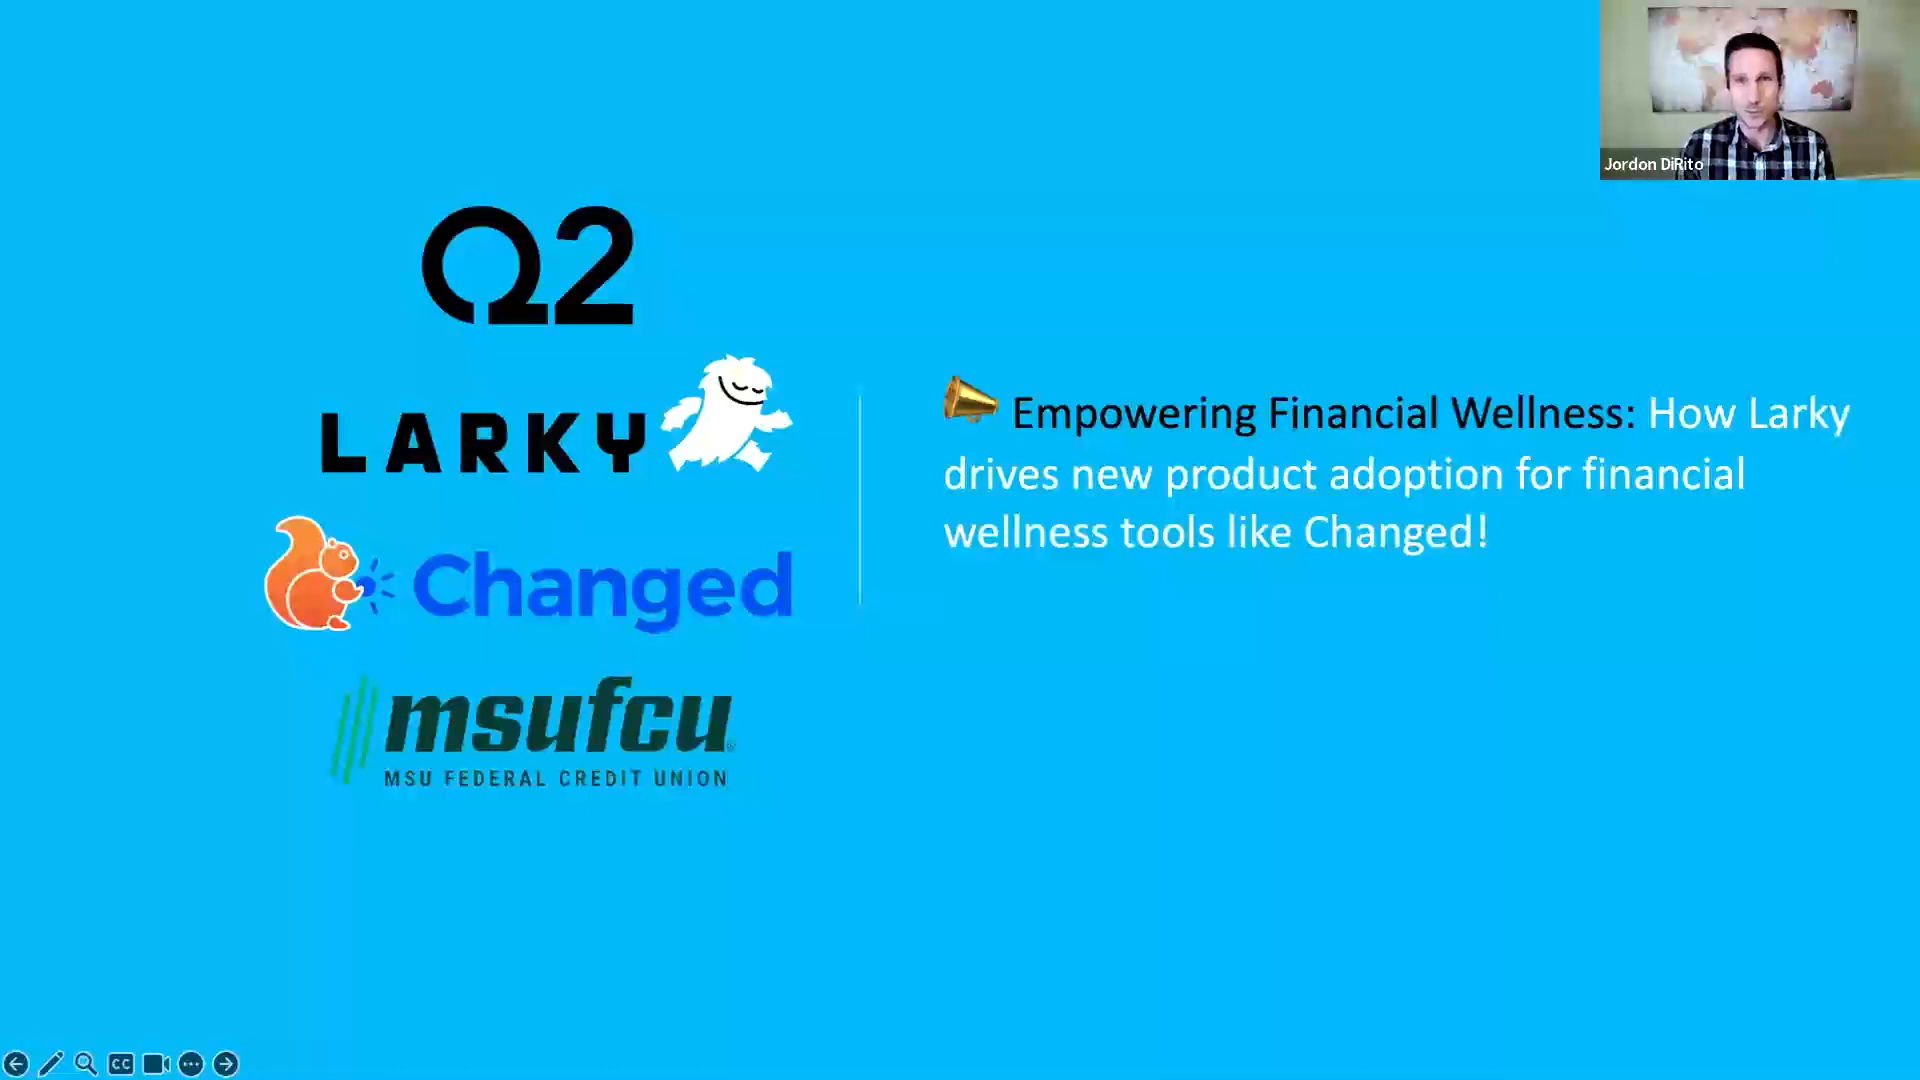 Jordon DiRito
Q2
LARKY
Changed
msufcu
MSU FEDERAL CREDIT UNION
Empowering Financial Wellness: How Larky
drives new product adoption for financial
wellness tools like Changed!
CC